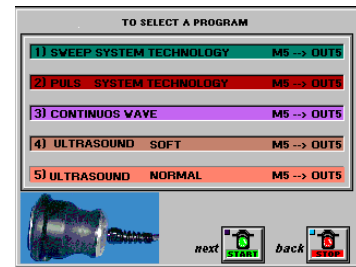 TO SELECT A PROGRAM
1) SWEEP SYSTEM TECHNOLOGY M5 --> OUT5
2) PULS SYSTEM TECHNOLOGY M5 --> OUT5
3) CONTINUOS WAVE M5 --> OUT5
4) ULTRASOUND SOFT M5 --> OUT5
5) ULTRASOUND NORMAL M5 --> OUT5
next START back STOP